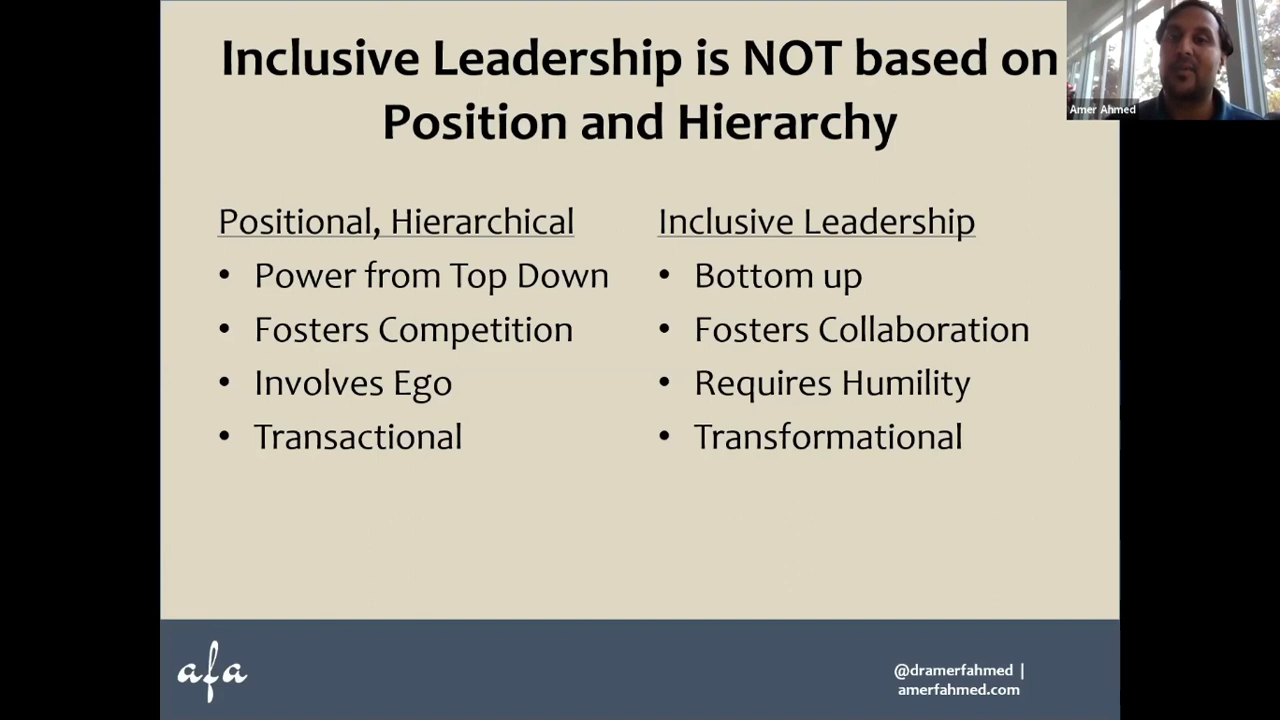 Inclusive Leadership is NOT based on
Position and Hierarchy
Amer Ahmed
Positional, Hierarchical
• Power from Top Down
• Fosters Competition
• Involves Ego
• Transactional
Inclusive Leadership
• Bottom up
• Fosters Collaboration
• Requires Humility
• Transformational
afa
@dramerfahmed |
amerfahmed.com